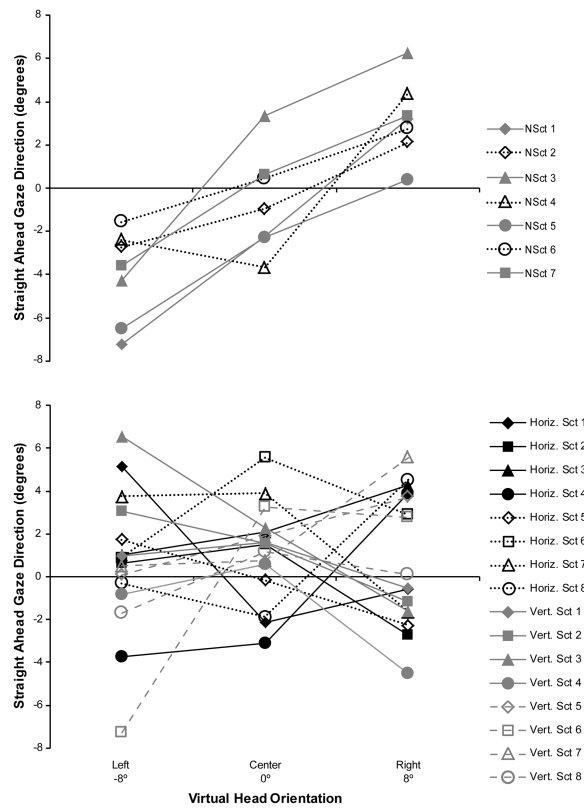 8
6
4
2
0
-2
-4
-6
-8
Straight Ahead Gaze Direction (degrees)
NSct 1
NSct 2
NSct 3
NSct 4
NSct 5
NSct 6
NSct 7
8
6
4
2
0
-2
-4
-6
-8
Straight Ahead Gaze Direction (degrees)
Left
-8º
Center
0º
Right
8º
Virtual Head Orientation
Horiz. Sct 1
Horiz. Sct 2
Horiz. Sct 3
Horiz. Sct 4
Horiz. Sct 5
Horiz. Sct 6
Horiz. Sct 7
Horiz. Sct 8
Vert. Sct 1
Vert. Sct 2
Vert. Sct 3
Vert. Sct 4
Vert. Sct 5
Vert. Sct 6
Vert. Sct 7
Vert. Sct 8